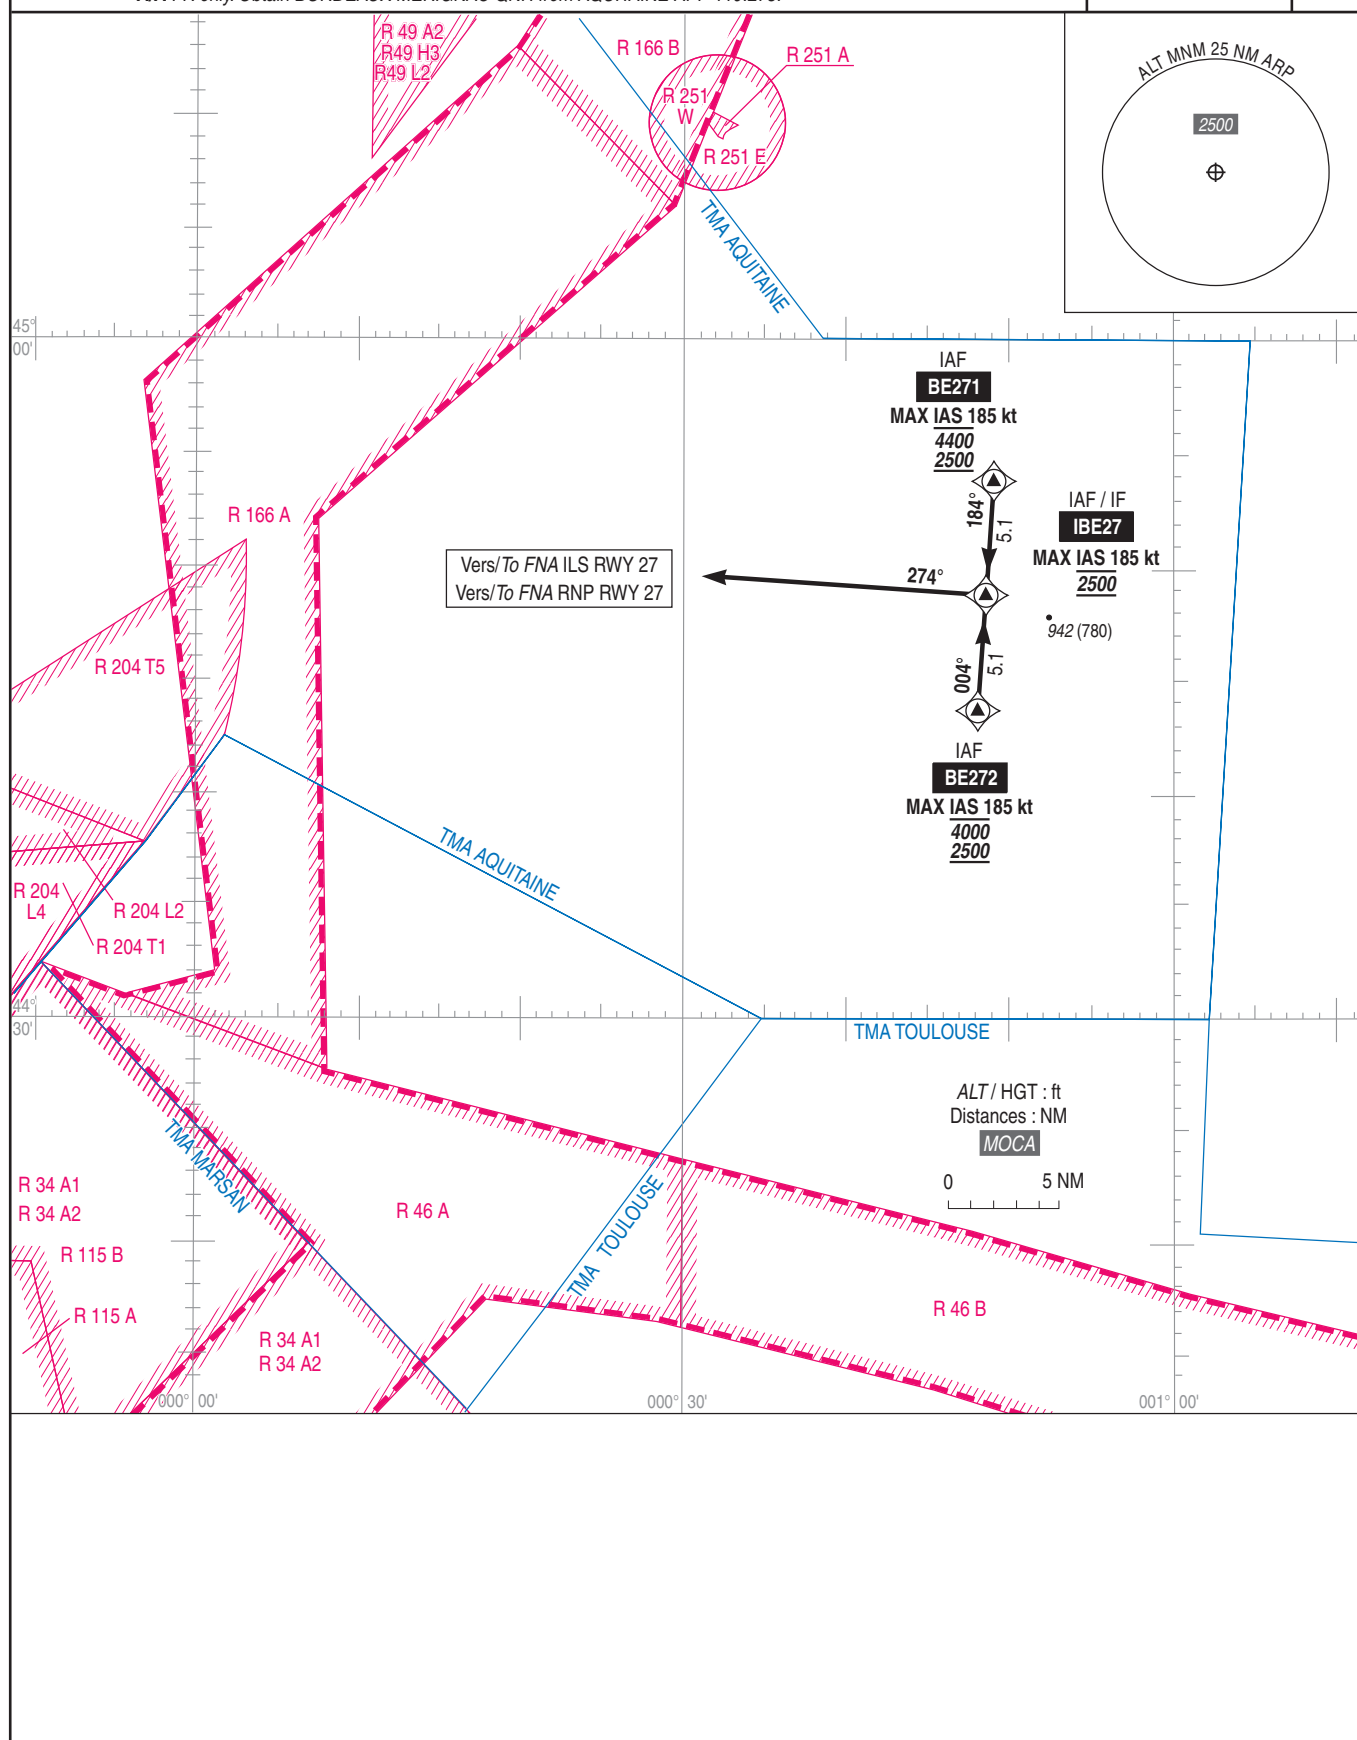 R 49 A2
R49 H3
R49 L2
R 166 B
R 251 A
R 251
W
R 251 E
TMA AQUITAINE
ALT MNM 25 NM ARP
2500
45°
00'
IAF
BE271
MAX IAS 185 kt
4400
2500
184°
5.1
IAF / IF
IBE27
MAX IAS 185 kt
2500
R 166 A
Vers/To FNA ILS RWY 27
Vers/To FNA RNP RWY 27
274°
942 (780)
R 204 T5
004°
5.1
IAF
BE272
MAX IAS 185 kt
4000
2500
TMA AQUITAINE
R 204
L4
R 204 L2
R 204 T1
44°
30'
TMA TOULOUSE
ALT / HGT : ft
Distances : NM
MOCA
0 5 NM
TMA MARSAN
R 34 A1
R 34 A2
R 46 A
TMA TOULOUSE
R 115 B
R 115 A
R 46 B
R 34 A1
R 34 A2
000° 00'
000° 30'
001° 00'